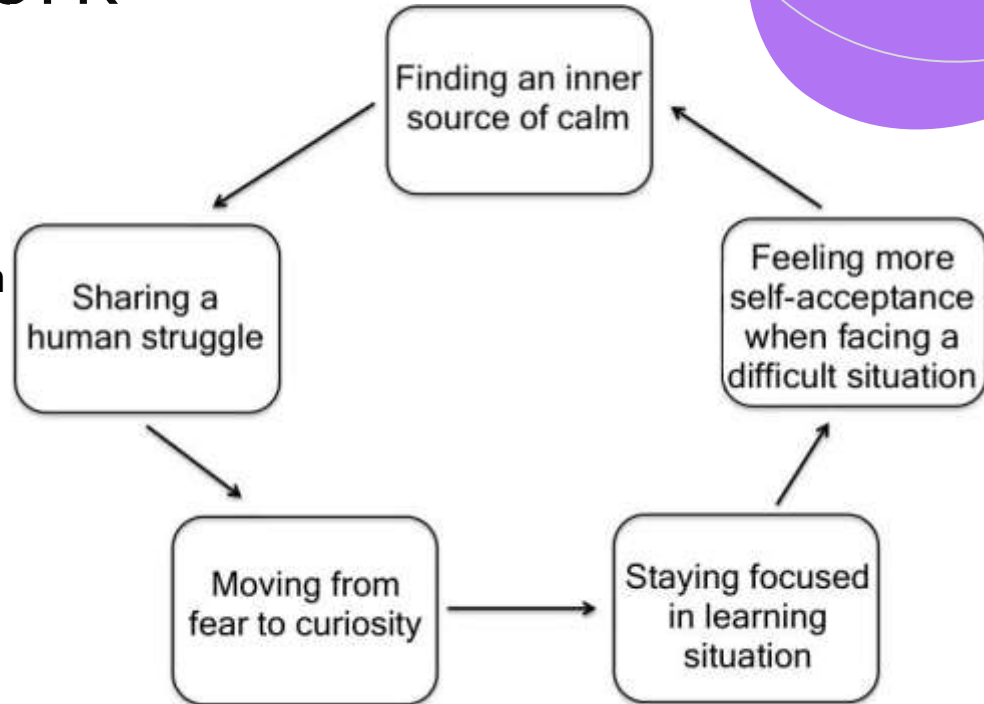 Finding an inner
source of calm
Sharing a
human struggle
Moving from
fear to curiosity
Staying focused
in learning
situation
Feeling more
self-acceptance
when facing a
difficult situation